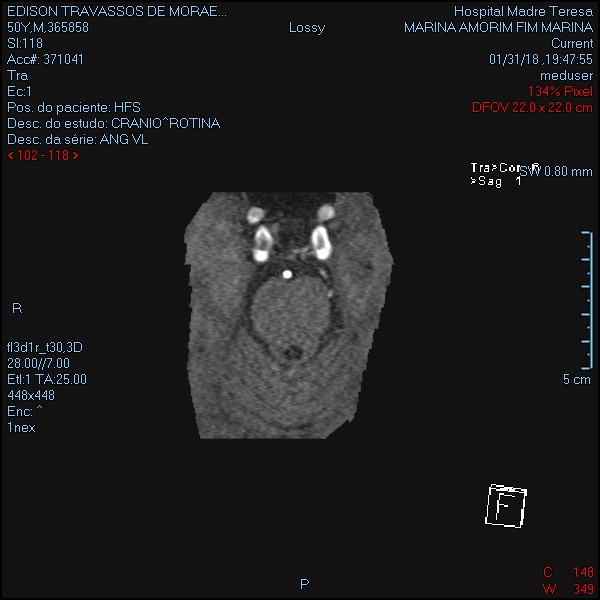 EDISON TRAVASSOS DE MORAE...
50Y,M,365858
SI:118
Acc#: 371041
Tra
Ec:1
Pos. do paciente: HFS
Desc. do estudo: CRANIO^ROTINA
Desc. da série: ANG VL
< 102 - 118 >
Lossy
Hospital Madre Teresa
MARINA AMORIM FIM MARINA
Current
01/31/18 ,19:47:55
meduser
134% Pixel
DFOV 22.0 x 22.0 cm
Tra>Cor
SW 0.80 mm
>Sag 1
R
fl3d1r_t30,3D
28.00//7.00
Etl:1 TA:25.00
448x448
Enc: ^
1nex
5 cm
F
P
C 148
W 349